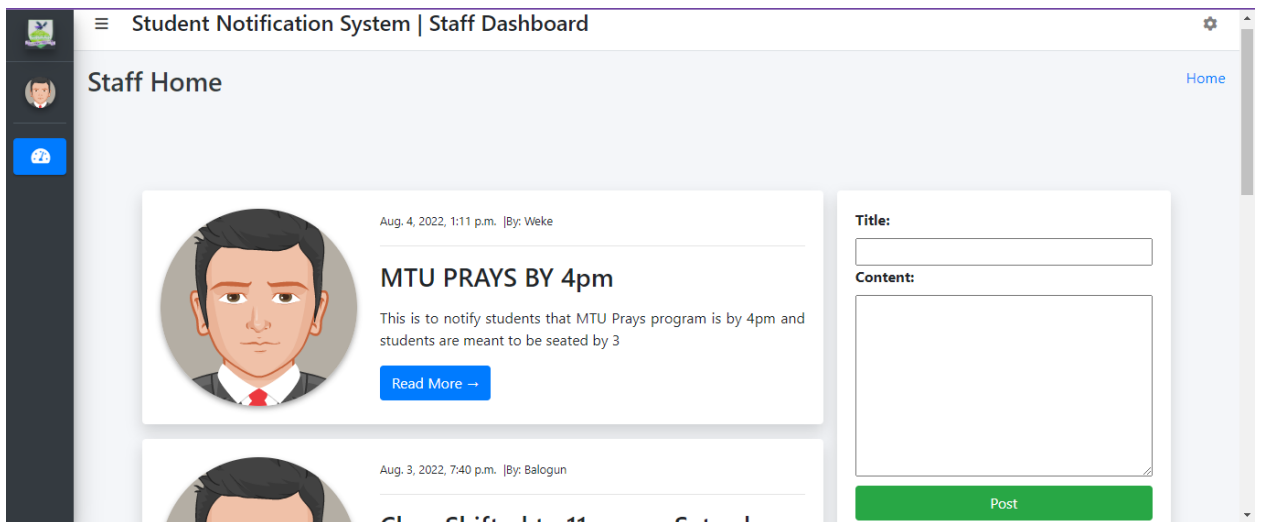 Student Notification System | Staff Dashboard
Staff Home
Home
Aug. 4, 2022, 1:11 p.m. |By: Weke
MTU PRAYS BY 4pm
This is to notify students that MTU Prays program is by 4pm and
students are meant to be seated by 3
Read More →
Aug. 3, 2022, 7:40 p.m. |By: Balogun
Title:
Content:
Post